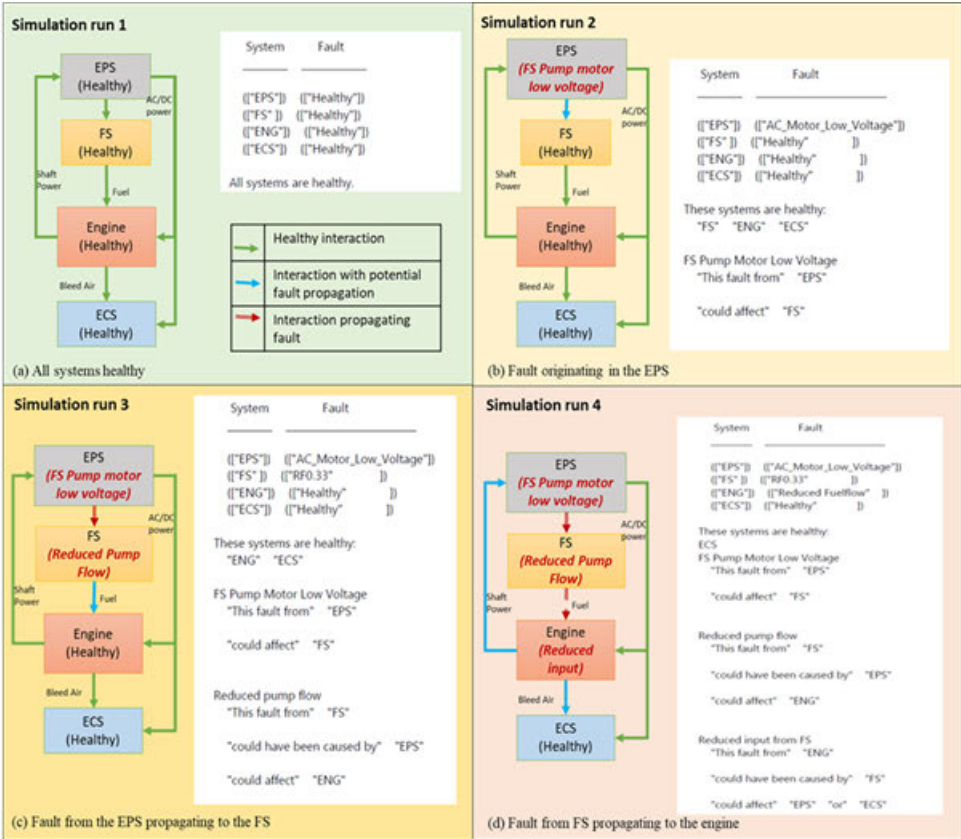 Simulation run 1
EPS
(Healthy)
AC/DC
power
FS
(Healthy)
Shaft
Power
Fuel
Engine
(Healthy)
Bleed Air
ECS
(Healthy)
System Fault
(["EPS"]) (["Healthy"])
(["FS" ]) (["Healthy"])
(["ENG"]) (["Healthy"])
(["ECS"]) (["Healthy"])
All systems are healthy.
Healthy interaction
Interaction with potential
fault propagation
Interaction propagating
fault
(a) All systems healthy
Simulation run 2
EPS
(FS Pump motor
low voltage)
AC/DC
power
FS
(Healthy)
Shaft
Power
Fuel
Engine
(Healthy)
Bleed Air
ECS
(Healthy)
System Fault
(["EPS"]) (["AC_Motor_Low_Voltage"])
(["FS" ]) (["Healthy" ])
(["ENG"]) (["Healthy" ])
(["ECS"]) (["Healthy" ])
These systems are healthy:
"FS" "ENG" "ECS"
FS Pump Motor Low Voltage
"This fault from" "EPS"
"could affect" "FS"
(b) Fault originating in the EPS
Simulation run 3
EPS
(FS Pump motor
low voltage)
AC/DC
power
FS
(Reduced Pump
Flow)
Shaft
Power
Fuel
Engine
(Healthy)
Bleed Air
ECS
(Healthy)
System Fault
(["EPS"]) (["AC_Motor_Low_Voltage"])
(["FS" ]) (["RF0.33" ])
(["ENG"]) (["Healthy" ])
(["ECS"]) (["Healthy" ])
These systems are healthy:
"ENG" "ECS"
FS Pump Motor Low Voltage
"This fault from" "EPS"
"could affect" "FS"
Reduced pump flow
"This fault from" "FS"
"could have been caused by" "EPS"
"could affect" "ENG"
(c) Fault from the EPS propagating to the FS
Simulation run 4
EPS
(FS Pump motor
low voltage)
AC/DC
power
FS
(Reduced Pump
Flow)
Shaft
Power
Fuel
Engine
(Reduced
input)
Bleed Air
ECS
(Healthy)
System Fault
(["EPS"]) (["AC_Motor_Low_Voltage"])
(["FS" ]) (["RF0.33" ])
(["ENG"]) (["Reduced Fuelflow" ])
(["ECS"]) (["Healthy" ])
These systems are healthy:
ECS
FS Pump Motor Low Voltage
"This fault from" "EPS"
"could affect" "FS"
Reduced pump flow
"This fault from" "FS"
"could have been caused by" "EPS"
"could affect" "ENG"
Reduced input from FS
"This fault from" "ENG"
"could have been caused by" "FS"
"could affect" "EPS" "or" "ECS"
(d) Fault from FS propagating to the engine